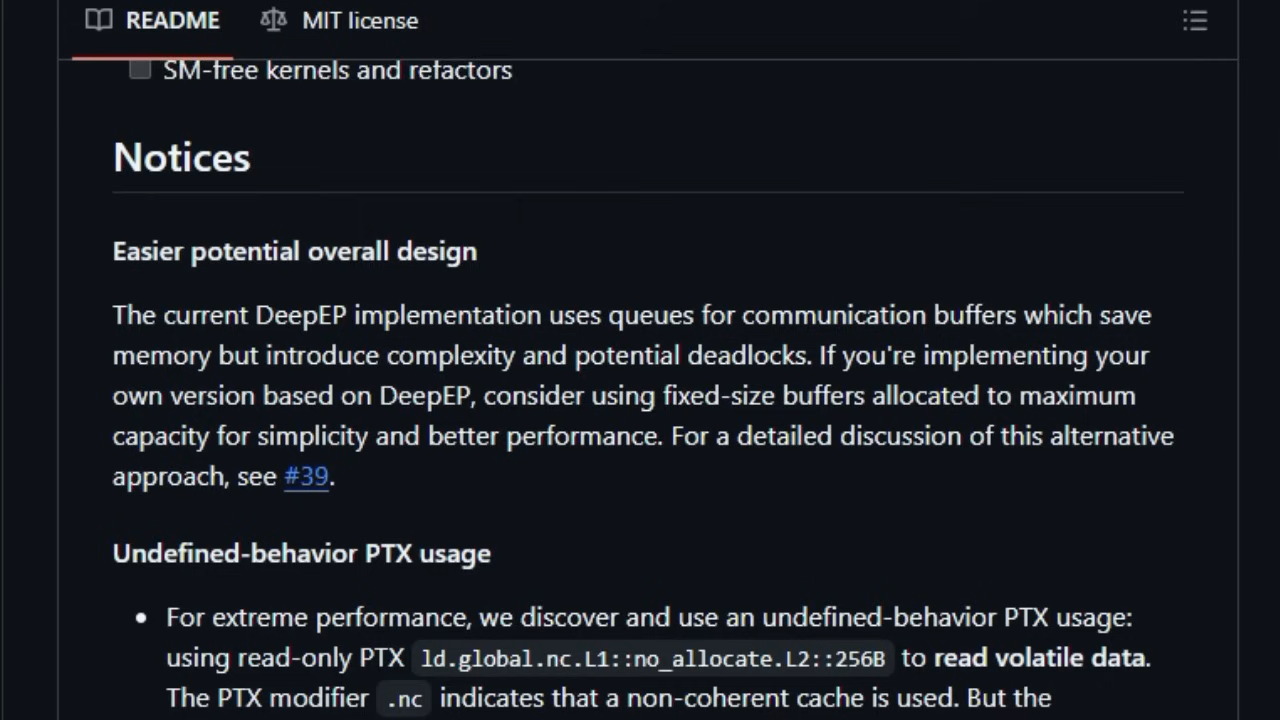 README MIT license
SM-free kernels and refactors
Notices
Easier potential overall design
The current DeepEP implementation uses queues for communication buffers which save
memory but introduce complexity and potential deadlocks. If you're implementing your
own version based on DeepEP, consider using fixed-size buffers allocated to maximum
capacity for simplicity and better performance. For a detailed discussion of this alternative
approach, see #39.
Undefined-behavior PTX usage
• For extreme performance, we discover and use an undefined-behavior PTX usage:
using read-only PTX ld.global.nc.L1::no_allocate.L2::256B to read volatile data.
The PTX modifier .nc indicates that a non-coherent cache is used. But the